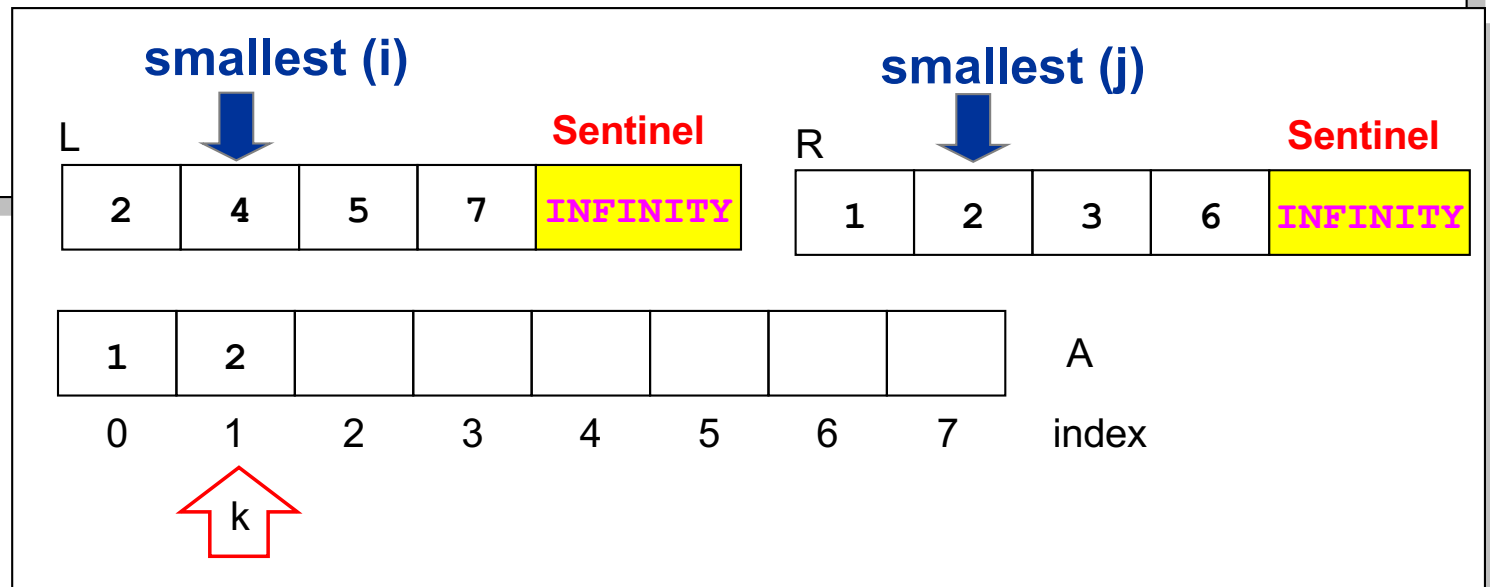 smallest (i) smallest (j)
L Sentinel R Sentinel
2 4 5 7 INFINITY 1 2 3 6 INFINITY
1 2 A
0 1 2 3 4 5 6 7 index
k